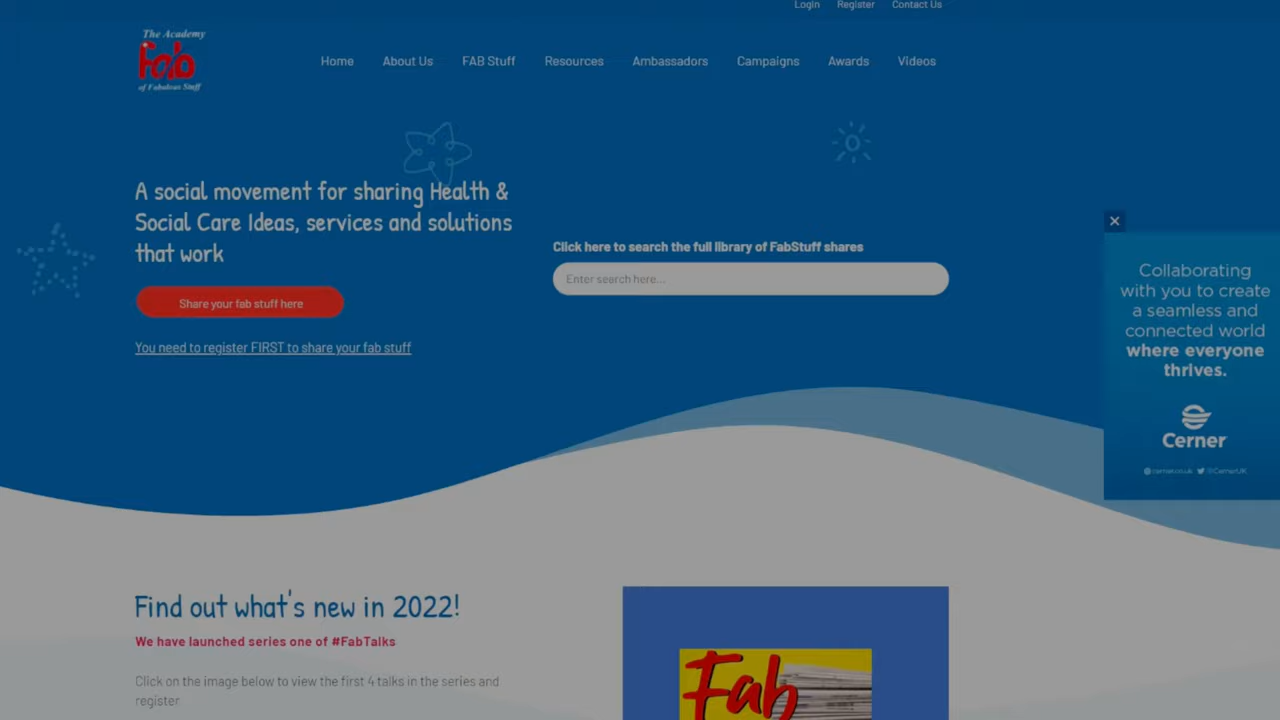 Login Register Contact Us
The Academy
Fab
of Fabulous Stuff
Home About Us FAB Stuff Resources Ambassadors Campaigns Awards Videos
A social movement for sharing Health &
Social Care Ideas, services and solutions
that work
Share your fab stuff here
You need to register FIRST to share your fab stuff
Click here to search the full library of FabStuff shares
Enter search here...
Collaborating
with you to create
a seamless and
connected world
where everyone
thrives.
Cerner
cerner.co.uk @CernerUK
Find out what's new in 2022!
We have launched series one of #FabTalks
Click on the image below to view the first 4 talks in the series and
register
Fab